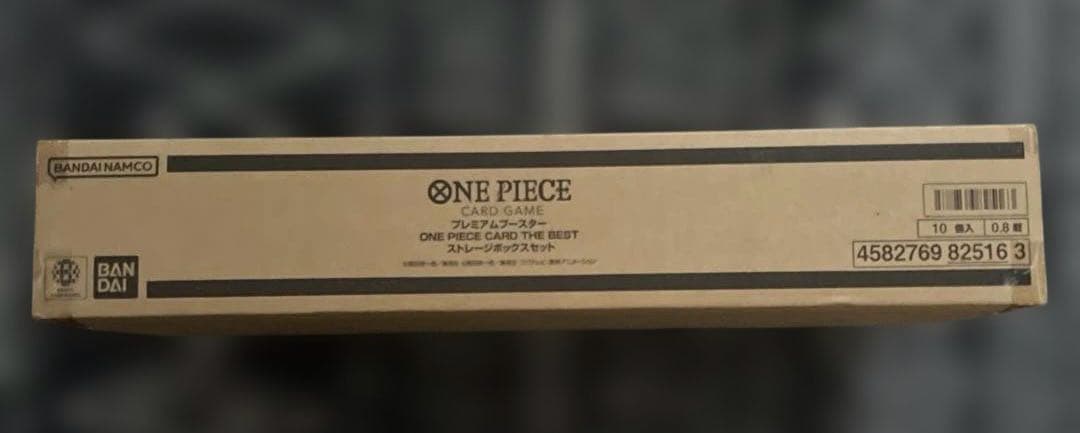 BANDAI NAMCO
ONE PIECE
CARD GAME
プレミアムブースター
ONE PIECE CARD THE BEST
ストレージボックスセット
10 個入 0.8 㔾
4582769 82516 3
BAN
DAI